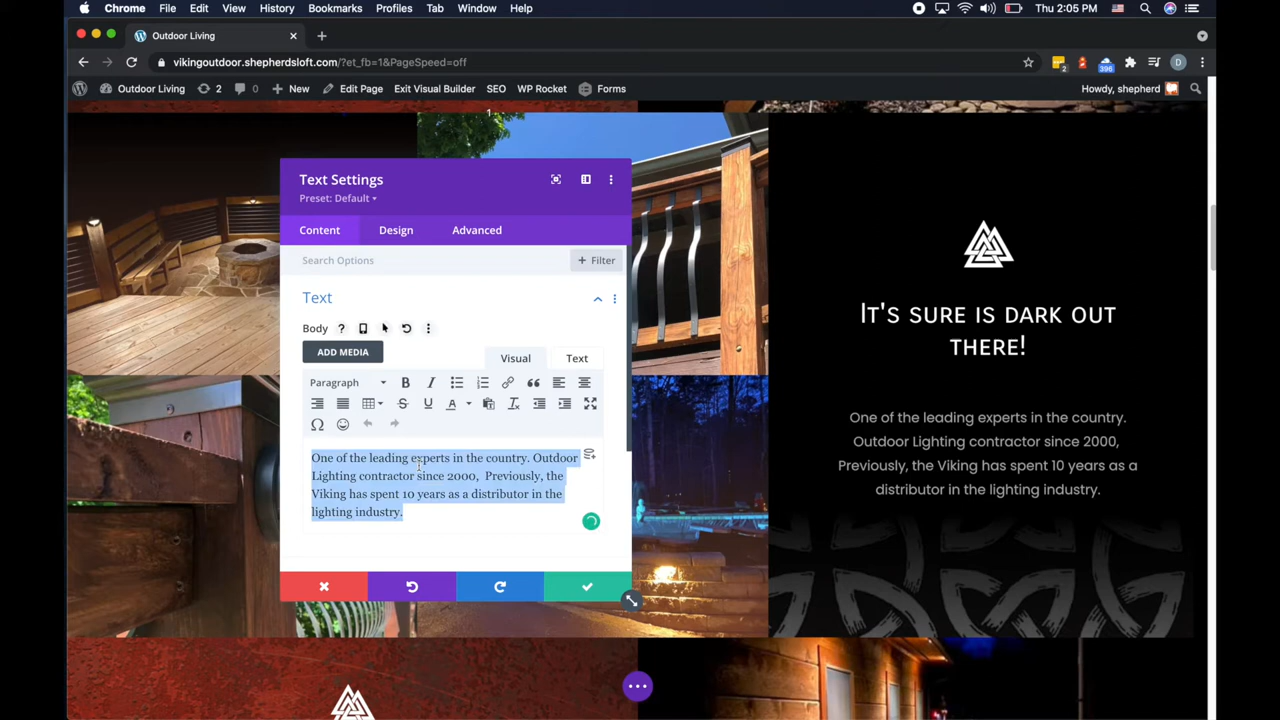 Chrome File Edit View History Bookmarks Profiles Tab Window Help Thu 2:05 PM
Outdoor Living
vikingoutdoor.shepherdsloft.com/?et_fb=1&PageSpeed=off 2 396 D
Outdoor Living 2 0 New Edit Page Exit Visual Builder SEO WP Rocket Forms Howdy, shepherd
1
Text Settings
Preset: Default
Content Design Advanced
Search Options + Filter
Text
Body ?
ADD MEDIA
Visual Text
Paragraph B I U A
One of the leading experts in the country. Outdoor
Lighting contractor since 2000, Previously, the
Viking has spent 10 years as a distributor in the
lighting industry.
It's sure is dark out
there!
One of the leading experts in the country.
Outdoor Lighting contractor since 2000,
Previously, the Viking has spent 10 years as a
distributor in the lighting industry.